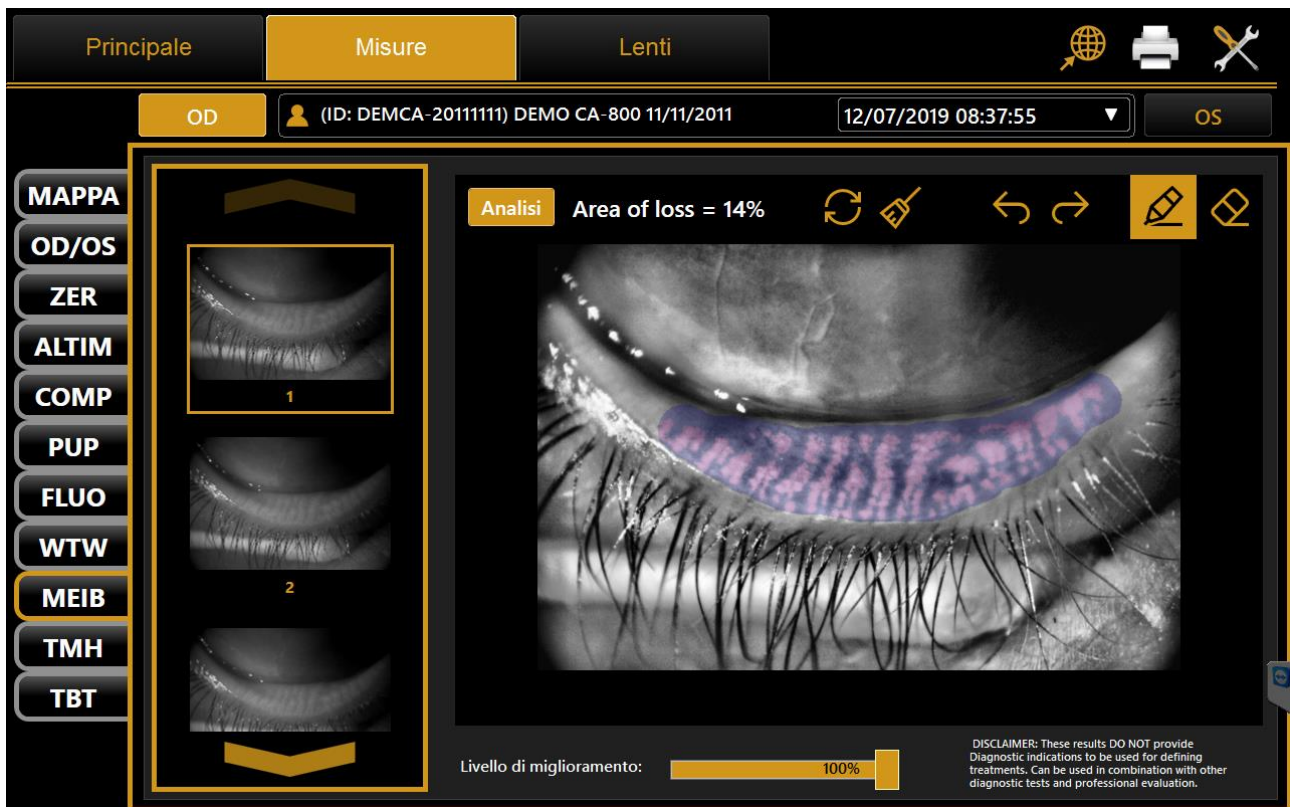 Principale
Misure
Lenti
OD
(ID: DEMCA-20111111) DEMO CA-800 11/11/2011
12/07/2019 08:37:55
OS
MAPPA
OD/OS
ZER
ALTIM
COMP
PUP
FLUO
WTW
MEIB
TMH
TBT
1
2
Analisi
Area of loss = 14%
Livello di miglioramento:
100%
DISCLAIMER: These results DO NOT provide
Diagnostic indications to be used for defining
treatments. Can be used in combination with other
diagnostic tests and professional evaluation.